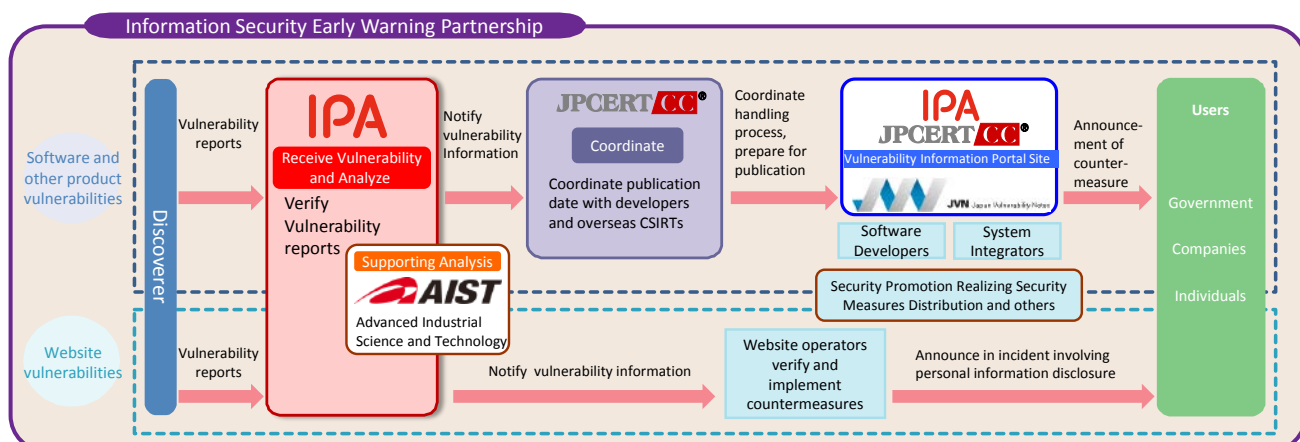 Information Security Early Warning Partnership
Software and
other product
vulnerabilities
Website
vulnerabilities
Discoverer
Vulnerability
reports
Vulnerability
reports
IPA
Receive Vulnerability
and Analyze
Verify
Vulnerability
reports
Supporting Analysis
AIST
Advanced Industrial
Science and Technology
Notify
vulnerability
Information
JPCERT CC®
Coordinate
Coordinate publication
date with developers
and overseas CSIRTs
Coordinate
handling
process,
prepare for
publication
IPA
JPCERT CC®
Vulnerability Information Portal Site
JVN Japan Vulnerability Notes
Software
Developers
System
Integrators
Security Promotion Realizing Security
Measures Distribution and others
Announce-
ment of
counter-
measure
Notify vulnerability information
Website operators
verify and
implement
countermeasures
Announce in incident involving
personal information disclosure
Users
Government
Companies
Individuals